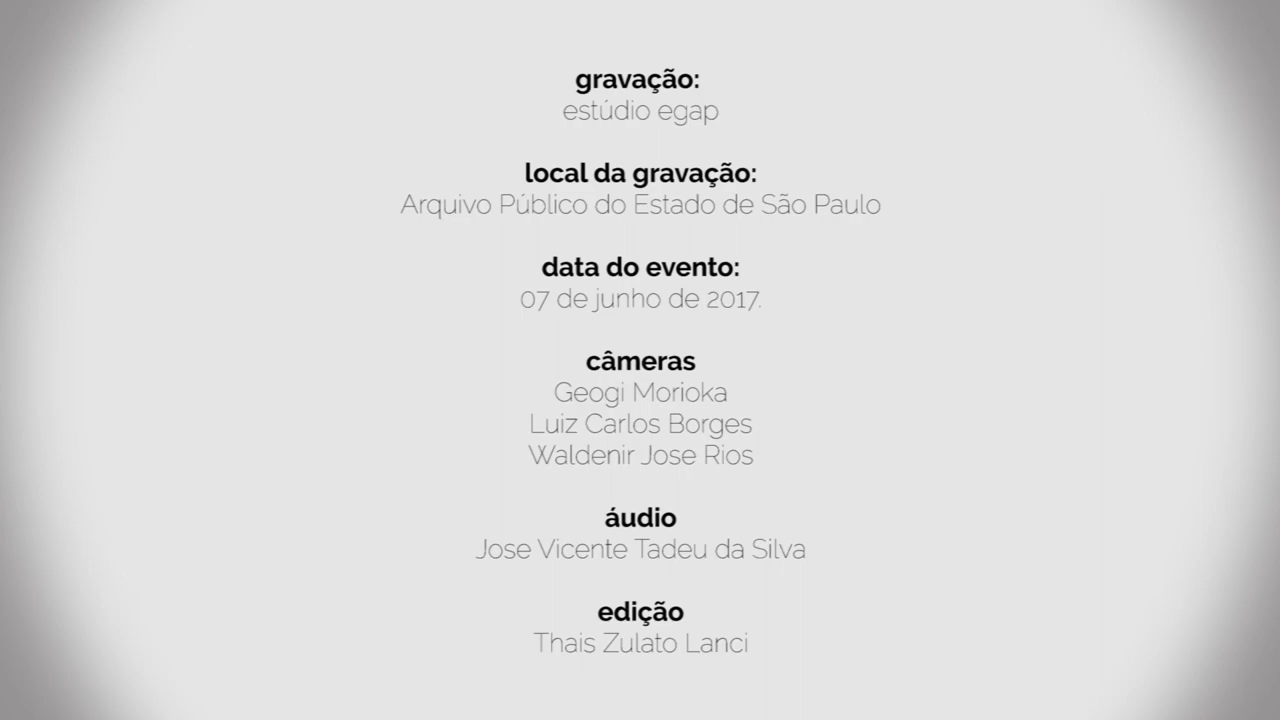 gravação:
estúdio egap
local da gravação:
Arquivo Público do Estado de São Paulo
data do evento:
07 de junho de 2017.
câmeras
Geogi Morioka
Luiz Carlos Borges
Waldenir Jose Rios
áudio
Jose Vicente Tadeu da Silva
edição
Thais Zulato Lanci